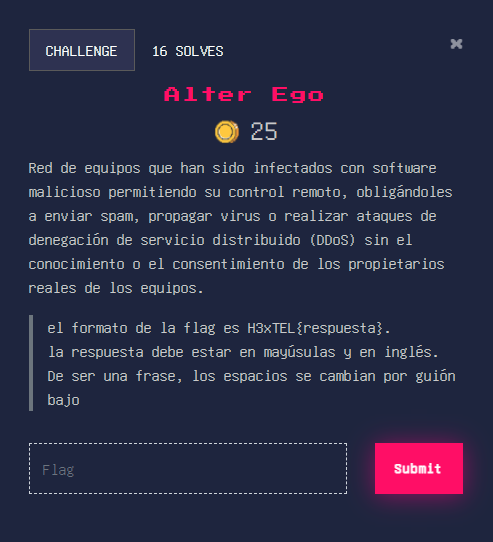 CHALLENGE
16 SOLVES
Alter Ego
25
Red de equipos que han sido infectados con software
malicioso permitiendo su control remoto, obligándoles
a enviar spam, propagar virus o realizar ataques de
denegación de servicio distribuido (DDoS) sin el
conocimiento o el consentimiento de los propietarios
reales de los equipos.
el formato de la flag es H3xTEL{respuesta}.
la respuesta debe estar en mayúsulas y en inglés.
De ser una frase, los espacios se cambian por guión
bajo
Flag
Submit